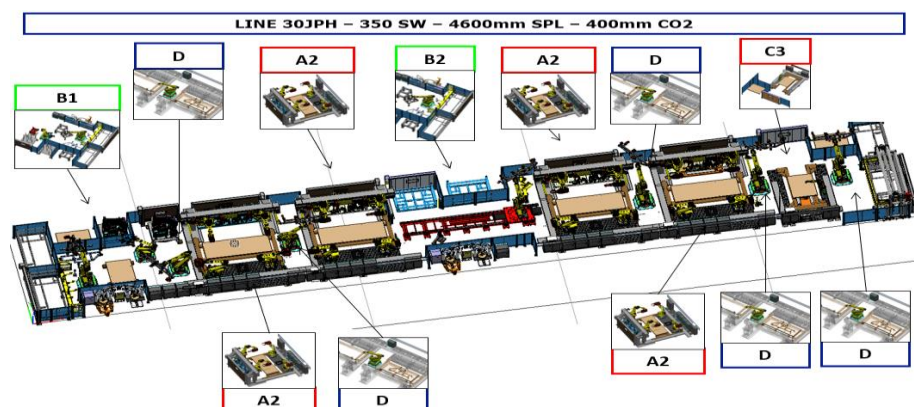 LINE 30JPH – 350 SW – 4600mm SPL – 400mm CO2
D
A2
B2
A2
D
C3
B1
A2
D
A2
D
D